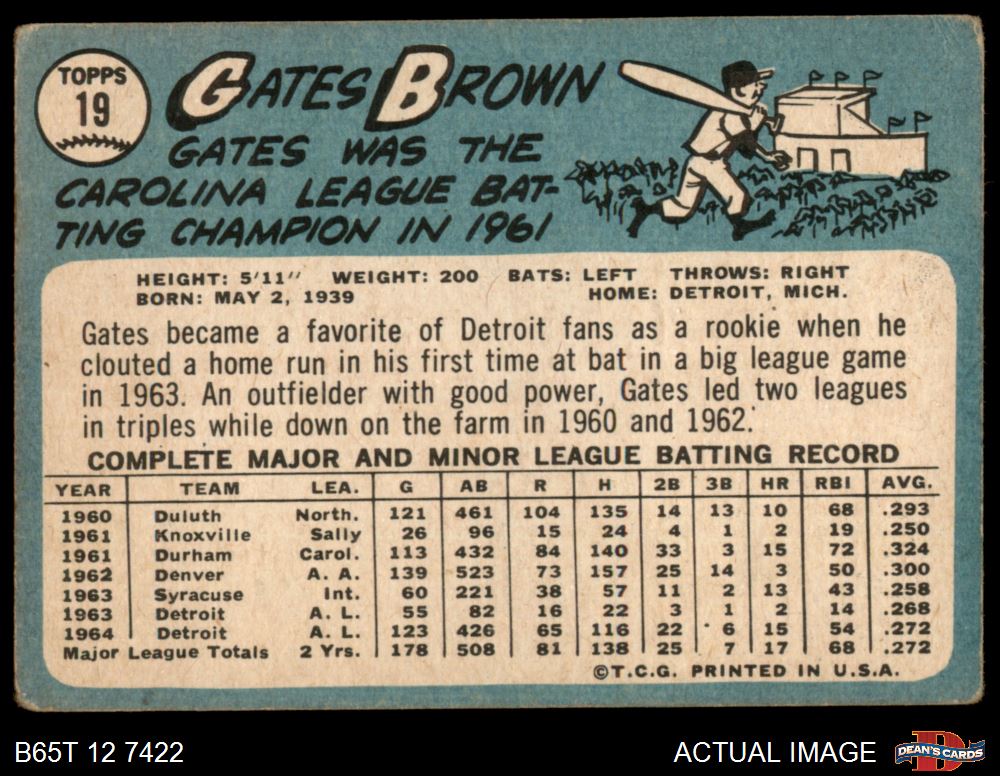 TOPPS
19
GATES BROWN
GATES WAS THE
CAROLINA LEAGUE BAT-
TING CHAMPION IN 1961
HEIGHT: 5'11" WEIGHT: 200 BATS: LEFT THROWS: RIGHT
BORN: MAY 2, 1939 HOME: DETROIT, MICH.
Gates became a favorite of Detroit fans as a rookie when he
clouted a home run in his first time at bat in a big league game
in 1963. An outfielder with good power, Gates led two leagues
in triples while down on the farm in 1960 and 1962.
COMPLETE MAJOR AND MINOR LEAGUE BATTING RECORD
YEAR TEAM LEA. G AB R H 2B 3B HR RBI AVG.
1960 Duluth North. 121 461 104 135 14 13 10 68 .293
1961 Knoxville Sally 26 96 15 24 4 1 2 19 .250
1961 Durham Carol. 113 432 84 140 33 3 15 72 .324
1962 Denver A. A. 139 523 73 157 25 14 3 50 .300
1963 Syracuse Int. 60 221 38 57 11 2 13 43 .258
1963 Detroit A. L. 55 82 16 22 3 1 2 14 .268
1964 Detroit A. L. 123 426 65 116 22 6 15 54 .272
Major League Totals 2 Yrs. 178 508 81 138 25 7 17 68 .272
©T.C.G. PRINTED IN U.S.A.
B65T 12 7422
ACTUAL IMAGE
DEAN'S CARDS